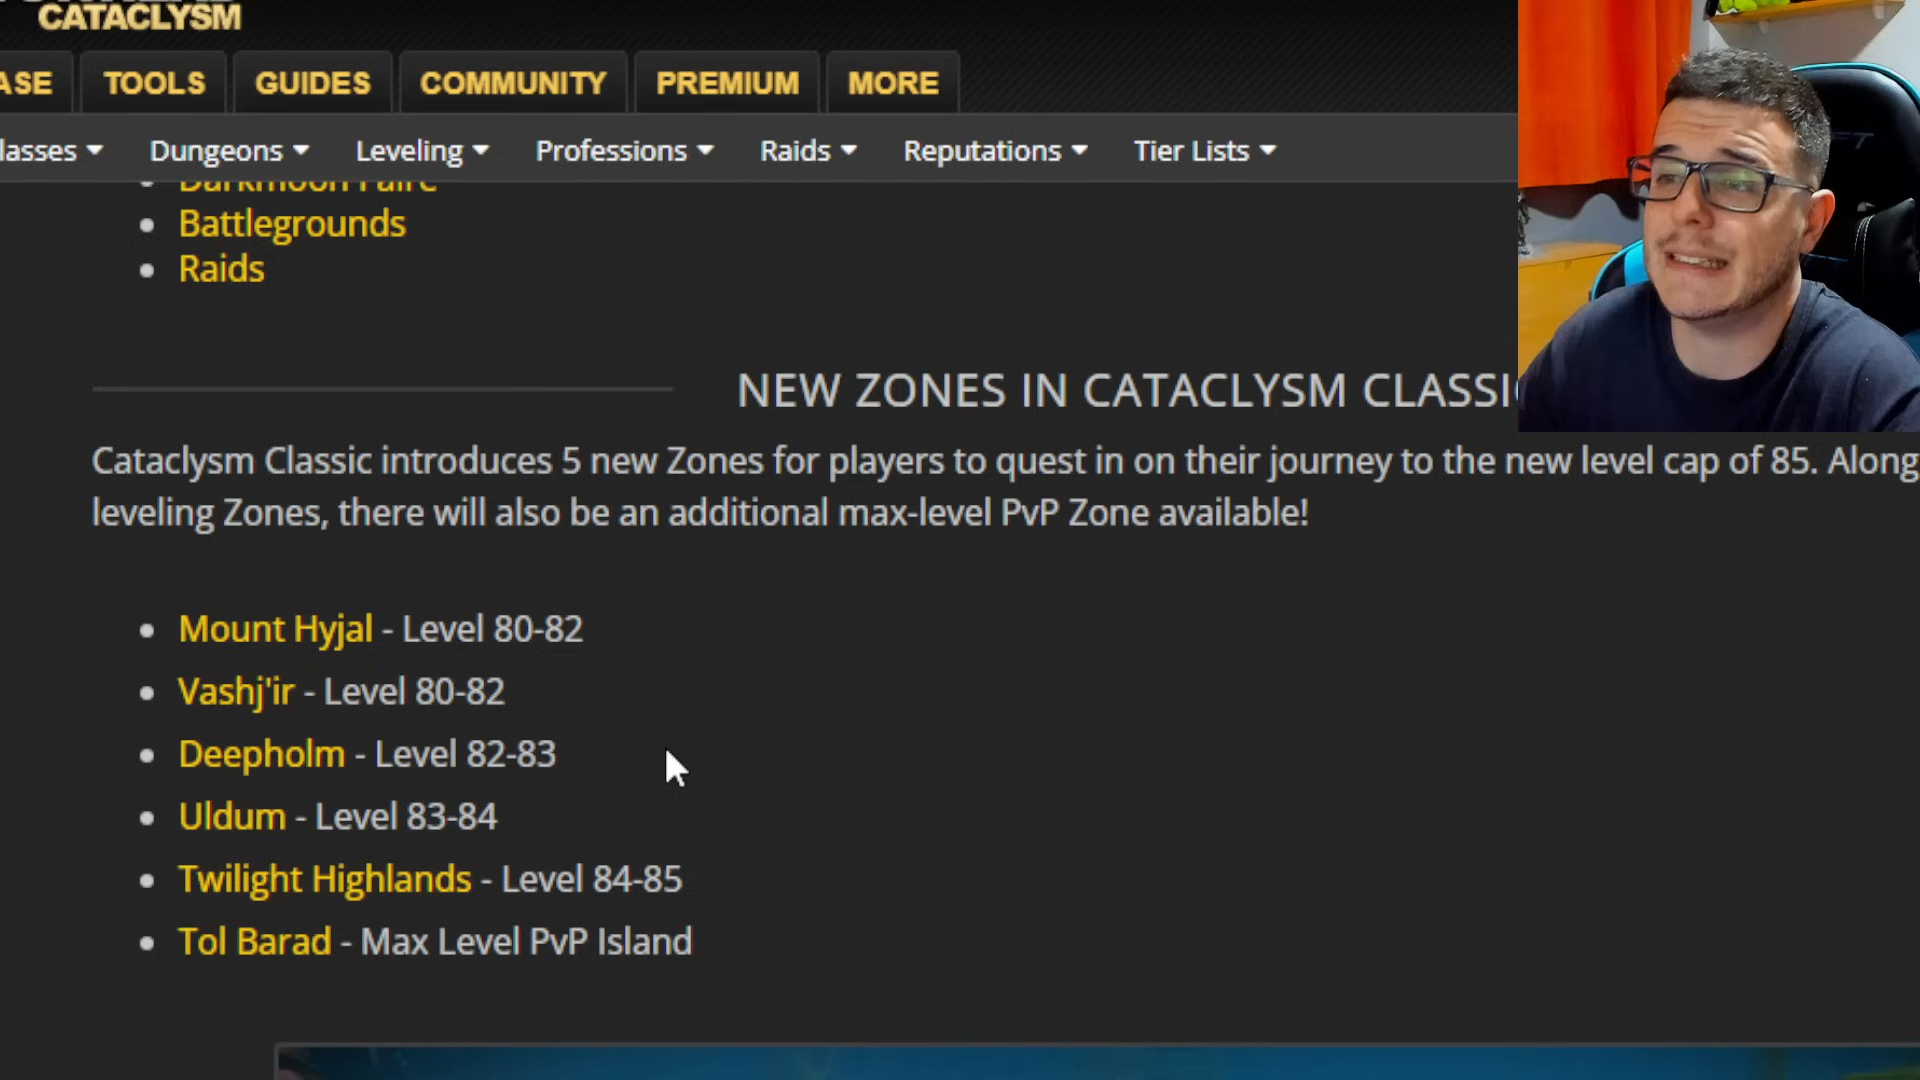 CATACLYSM
ASE TOOLS GUIDES COMMUNITY PREMIUM MORE
lasses Dungeons Leveling Professions Raids Reputations Tier Lists
Darkmoon Faire
Battlegrounds
Raids
NEW ZONES IN CATACLYSM CLASSI
Cataclysm Classic introduces 5 new Zones for players to quest in on their journey to the new level cap of 85. Along
leveling Zones, there will also be an additional max-level PvP Zone available!
Mount Hyjal - Level 80-82
Vashj'ir - Level 80-82
Deepholm - Level 82-83
Uldum - Level 83-84
Twilight Highlands - Level 84-85
Tol Barad - Max Level PvP Island